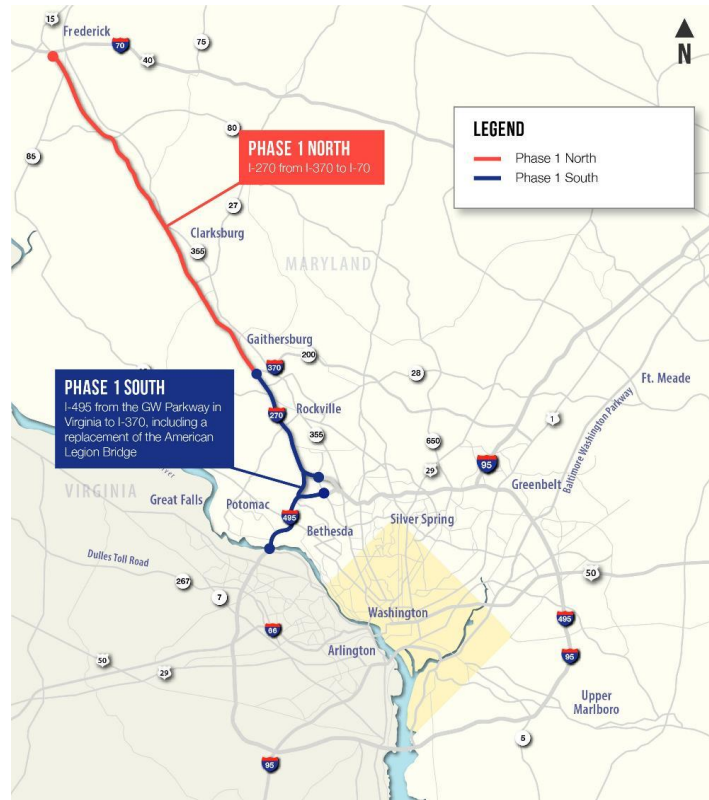 15
Frederick
70
75
40
N
LEGEND
Phase 1 North
Phase 1 South
80
85
PHASE 1 NORTH
I-270 from I-370 to I-70
27
Clarksburg
355
MARYLAND
Gaithersburg
200
370
28
Ft. Meade
PHASE 1 SOUTH
I-495 from the GW Parkway in
Virginia to I-370, including a
replacement of the American
Legion Bridge
270
Rockville
355
650
1
29
95
Baltimore Washington Parkway
Greenbelt
VIRGINIA
Great Falls
Potomac
495
Bethesda
Silver Spring
Dulles Toll Road
267
7
50
Washington
66
Arlington
495
95
50
29
Upper
Marlboro
5
95